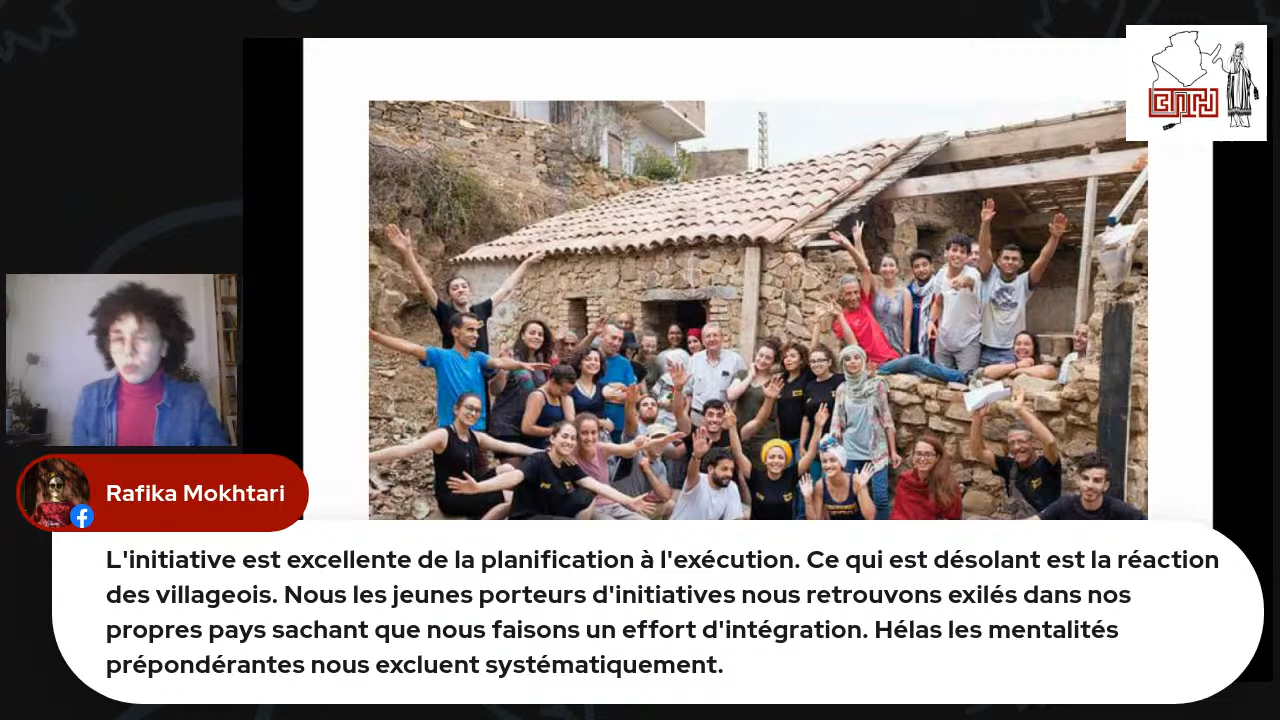 Rafika Mokhtari
L'initiative est excellente de la planification à l'exécution. Ce qui est désolant est la réaction
des villageois. Nous les jeunes porteurs d'initiatives nous retrouvons exilés dans nos
propres pays sachant que nous faisons un effort d'intégration. Hélas les mentalités
prépondérantes nous excluent systématiquement.